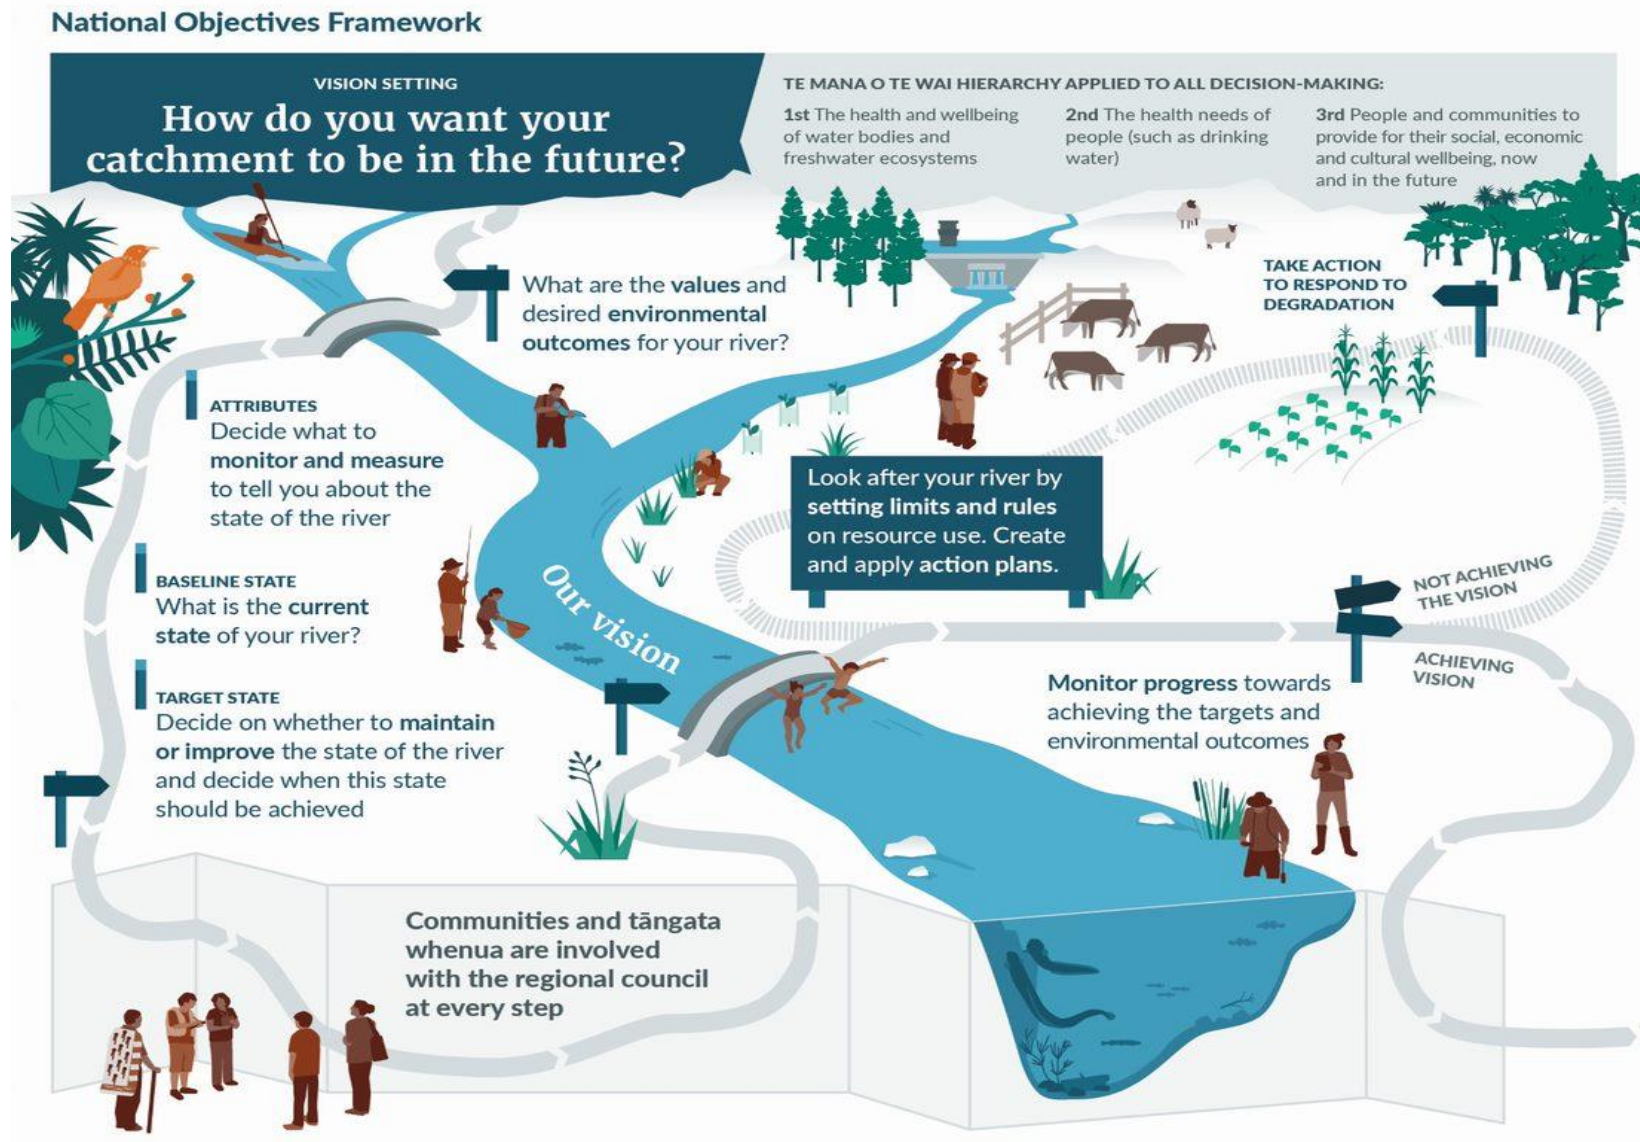 National Objectives Framework
VISION SETTING
How do you want your
catchment to be in the future?
TE MANA O TE WAI HIERARCHY APPLIED TO ALL DECISION-MAKING:
1st The health and wellbeing
of water bodies and
freshwater ecosystems
2nd The health needs of
people (such as drinking
water)
3rd People and communities to
provide for their social, economic
and cultural wellbeing, now
and in the future
What are the values and
desired environmental
outcomes for your river?
TAKE ACTION
TO RESPOND TO
DEGRADATION
ATTRIBUTES
Decide what to
monitor and measure
to tell you about the
state of the river
Look after your river by
setting limits and rules
on resource use. Create
and apply action plans.
BASELINE STATE
What is the current
state of your river?
Our vision
NOT ACHIEVING
THE VISION
ACHIEVING
VISION
TARGET STATE
Decide on whether to maintain
or improve the state of the river
and decide when this state
should be achieved
Monitor progress towards
achieving the targets and
environmental outcomes
Communities and tāngata
whenua are involved
with the regional council
at every step